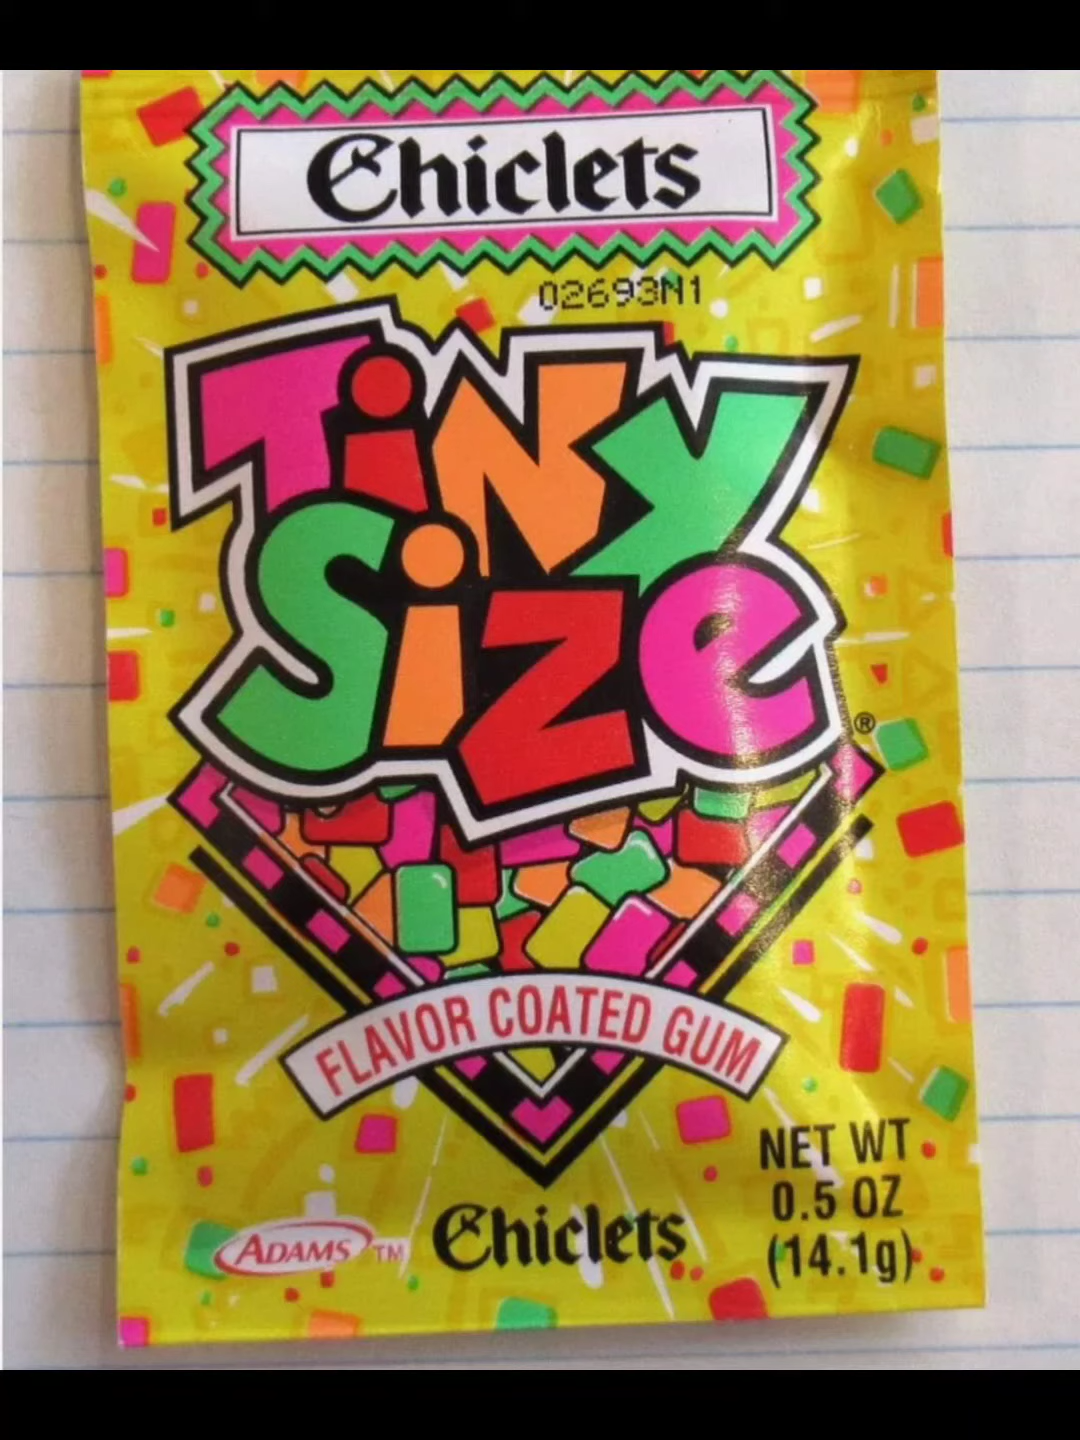 Chiclets
02693N1
TiNy
SiZe
®
FLAVOR COATED GUM
NET WT
0.5 OZ
(14.1g)
ADAMS TM
Chiclets